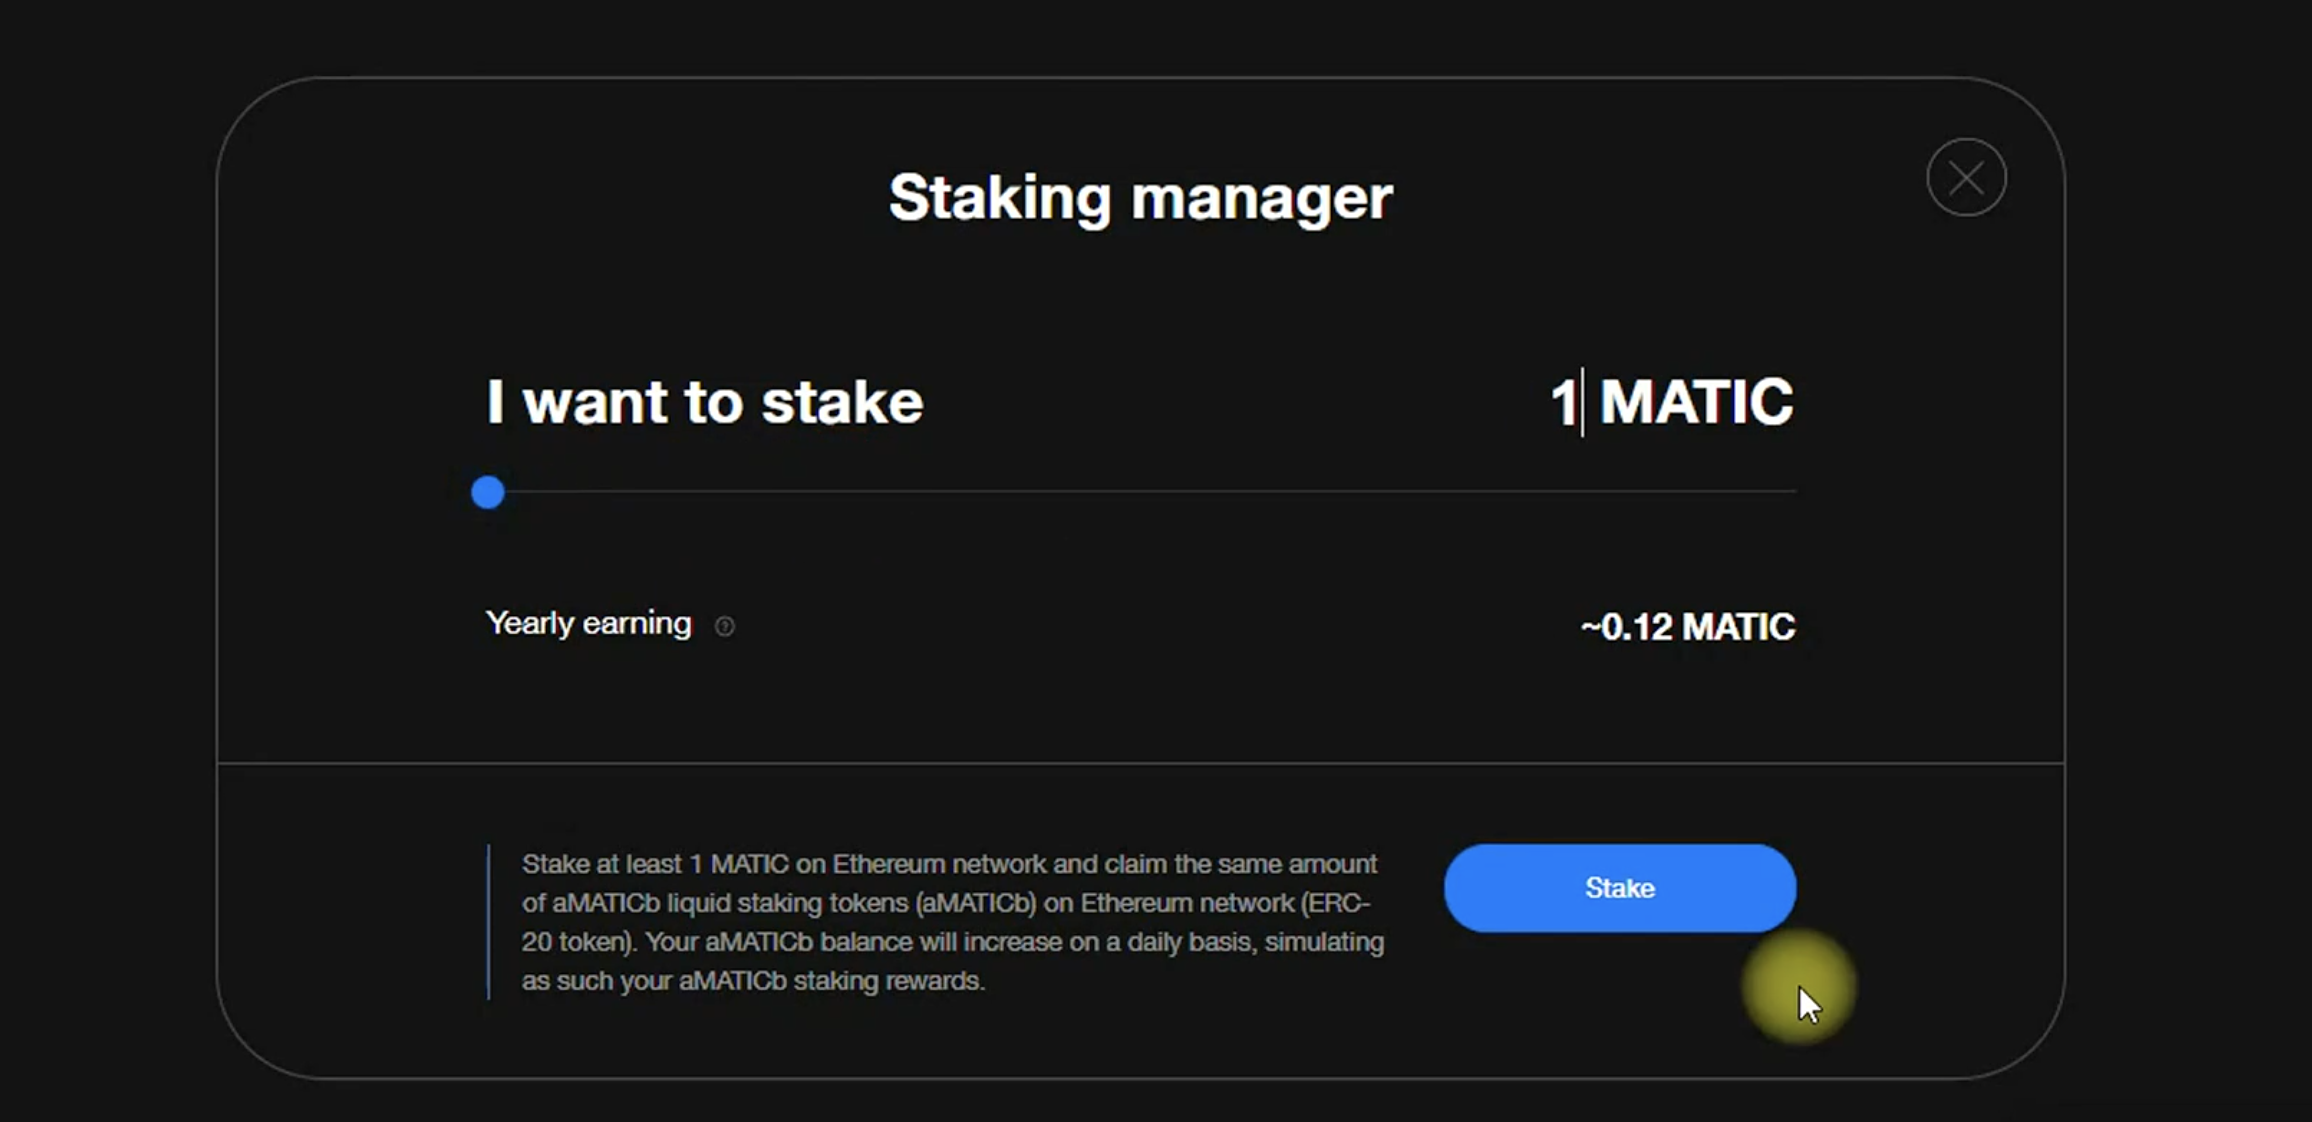 Staking manager
I want to stake
1 MATIC
Yearly earning
~0.12 MATIC
Stake at least 1 MATIC on Ethereum network and claim the same amount
of aMATICb liquid staking tokens (aMATICb) on Ethereum network (ERC-
20 token). Your aMATICb balance will increase on a daily basis, simulating
as such your aMATICb staking rewards.
Stake